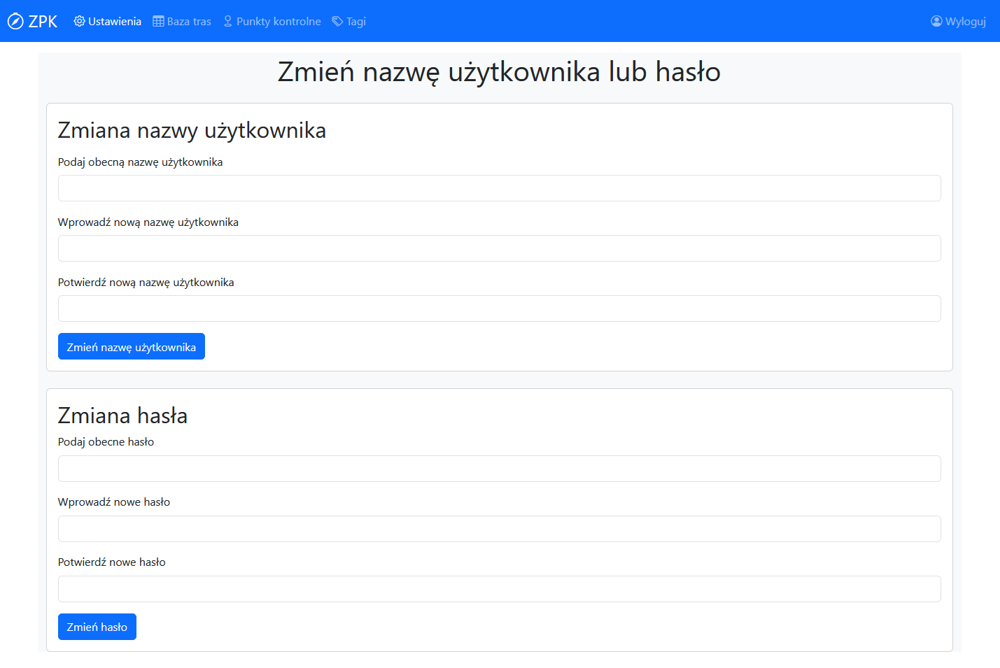 ZPK Ustawienia Baza tras Punkty kontrolne Tagi Wyloguj
Zmień nazwę użytkownika lub hasło
Zmiana nazwy użytkownika
Podaj obecną nazwę użytkownika
Wprowadź nową nazwę użytkownika
Potwierdź nową nazwę użytkownika
Zmień nazwę użytkownika
Zmiana hasła
Podaj obecne hasło
Wprowadź nowe hasło
Potwierdź nowe hasło
Zmień hasło